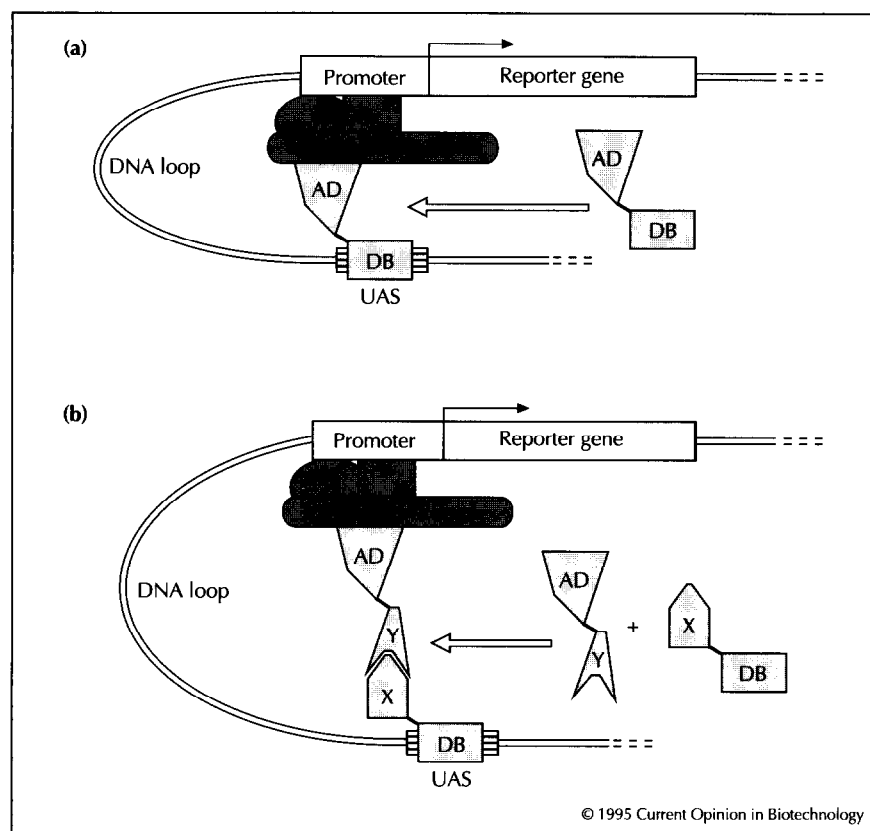 (a)
Promoter Reporter gene
DNA loop
AD
AD
DB
DB
UAS
(b)
Promoter Reporter gene
DNA loop
AD
AD
Y
+
X
Y
X
DB
DB
UAS
© 1995 Current Opinion in Biotechnology